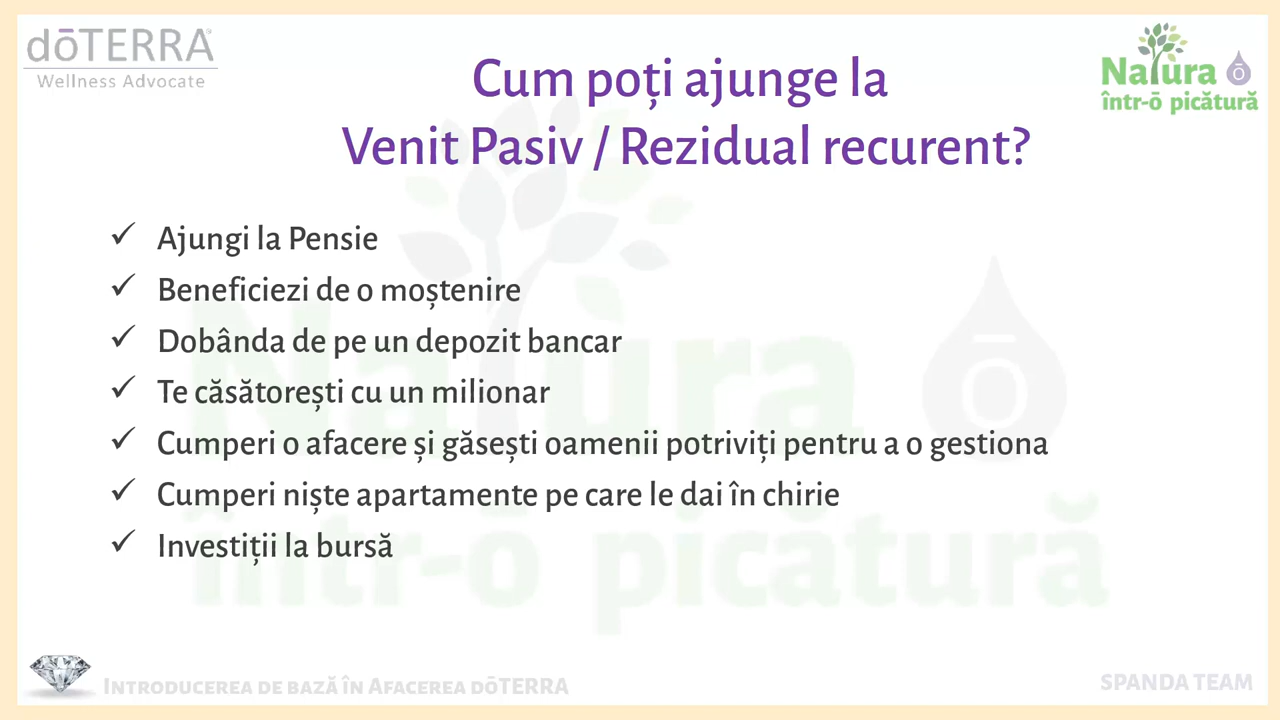 dōTERRA
Wellness Advocate
Natura
într-ō picătură
Cum poți ajunge la
Venit Pasiv / Rezidual recurent?
✓ Ajungi la Pensie
✓ Beneficiezi de o moștenire
✓ Dobânda de pe un depozit bancar
✓ Te căsătorești cu un milionar
✓ Cumperi o afacere și găsești oamenii potriviți pentru a o gestiona
✓ Cumperi niște apartamente pe care le dai în chirie
✓ Investiții la bursă
Natura
într-ō picătură
Introducerea de bază în Afacerea dōTERRA
SPANDA TEAM